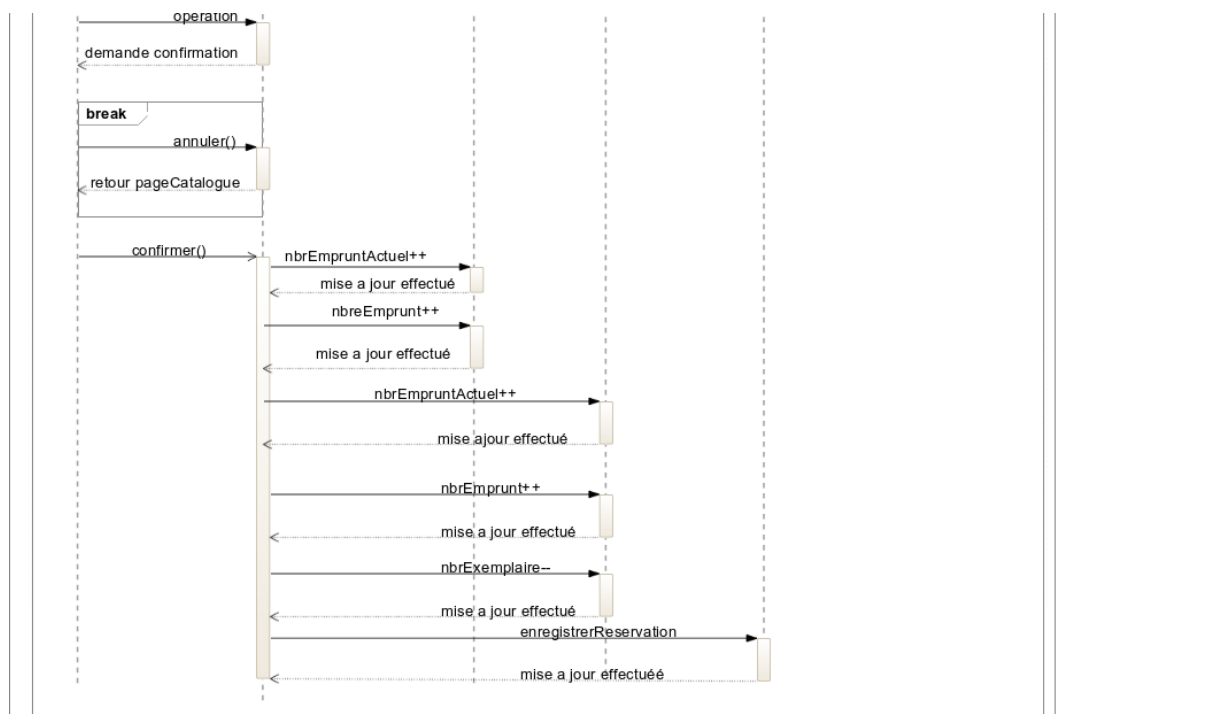 operation
demande confirmation
break
annuler()
retour pageCatalogue
confirmer()
nbrEmpruntActuel++
mise a jour effectué
nbreEmprunt++
mise a jour effectué
nbrEmpruntActuel++
mise ajour effectué
nbrEmprunt++
mise a jour effectué
nbrExemplaire--
mise a jour effectué
enregistrerReservation
mise a jour effectuéé